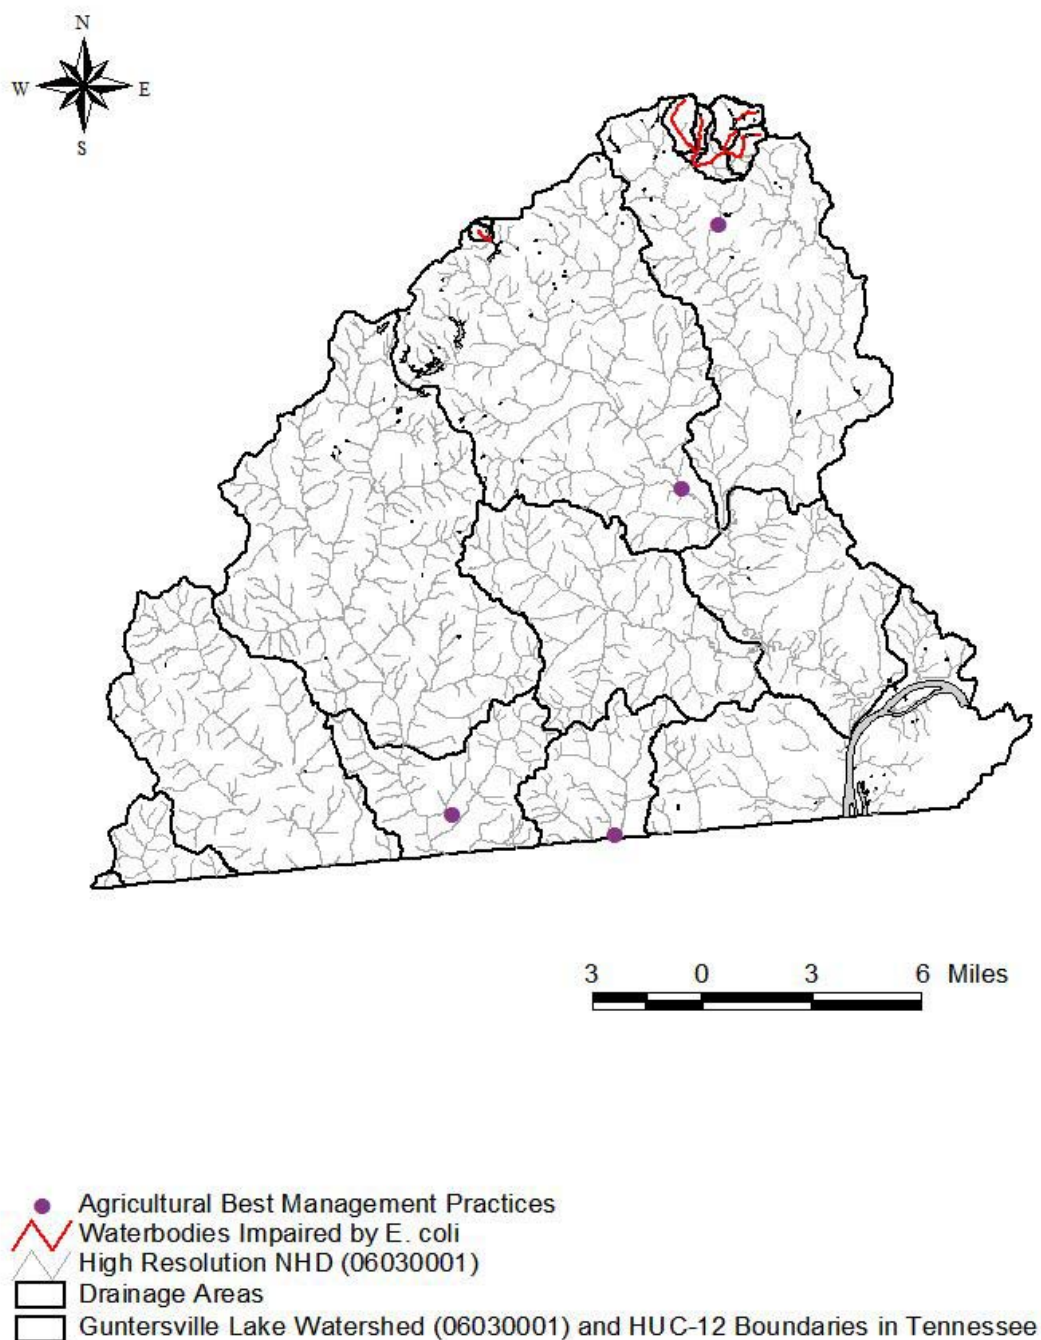 N
W E
S
3 0 3 6 Miles
Agricultural Best Management Practices
Waterbodies Impaired by E. coli
High Resolution NHD (06030001)
Drainage Areas
Guntersville Lake Watershed (06030001) and HUC-12 Boundaries in Tennessee